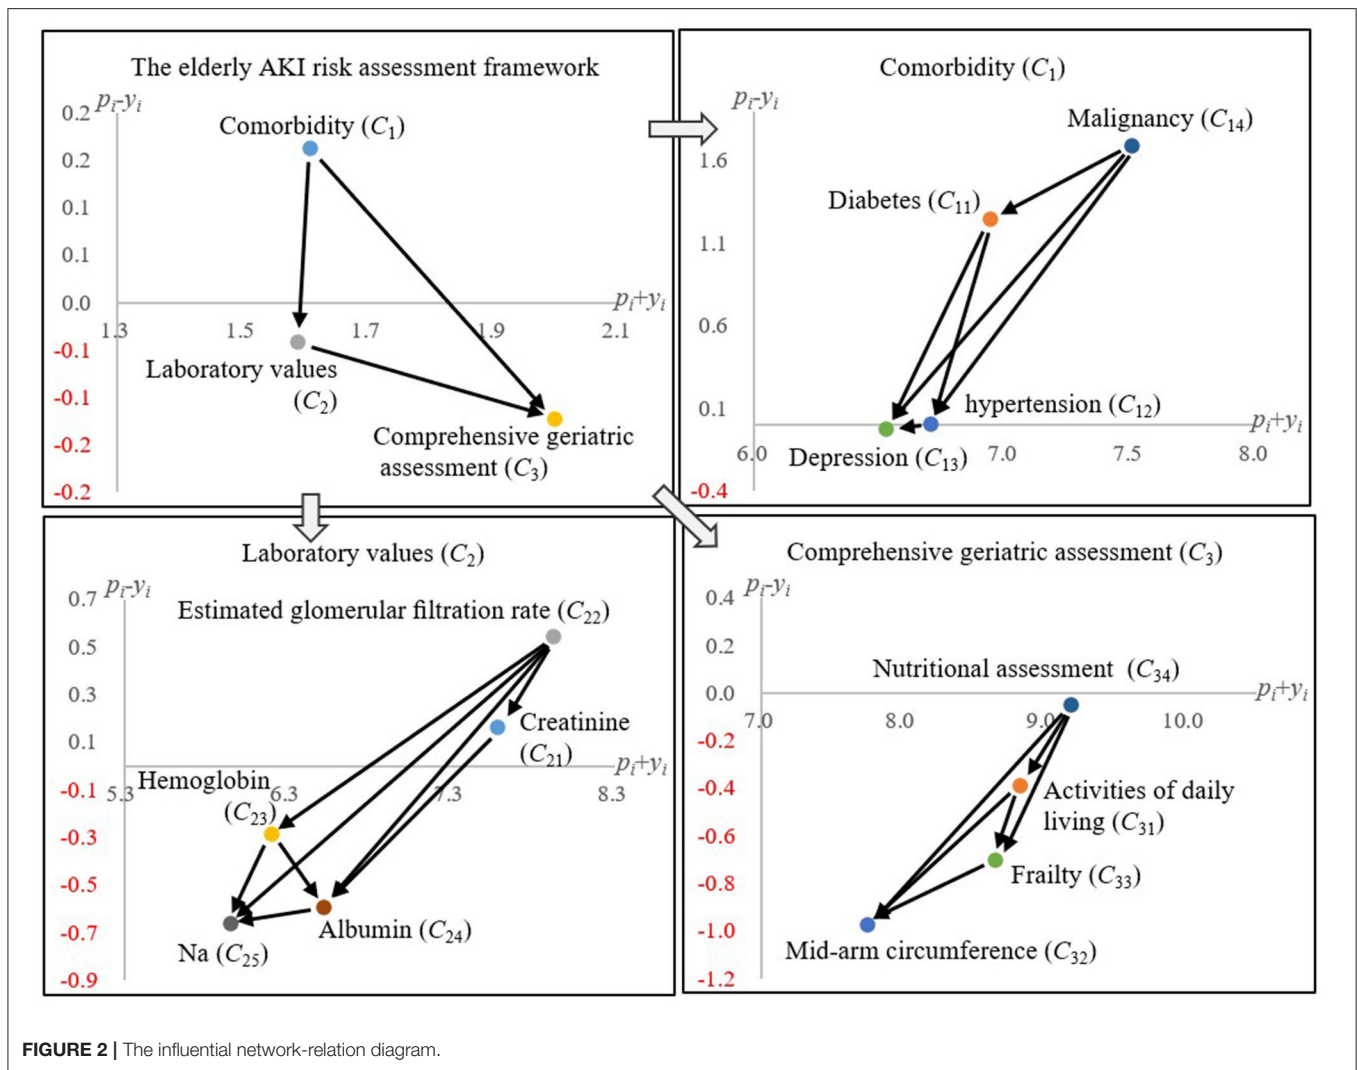 The elderly AKI risk assessment framework
pi-yi
0.2
Comorbidity (C1)
0.2
0.1
0.1
0.0
pi+yi
1.3
1.5
1.7
1.9
2.1
-0.1
Laboratory values
(C2)
-0.1
Comprehensive geriatric
assessment (C3)
-0.2
-0.2
Comorbidity (C1)
pi-yi
Malignancy (C14)
1.6
Diabetes (C11)
1.1
0.6
0.1
hypertension (C12)
pi+yi
6.0
Depression (C13)
7.0
7.5
8.0
-0.4
Laboratory values (C2)
pi-yi
0.7
Estimated glomerular filtration rate (C22)
0.5
0.3
Creatinine
(C21)
0.1
pi+yi
Hemoglobin
(C23)
-0.1
5.3
6.3
7.3
8.3
-0.3
-0.5
-0.7
Albumin (C24)
Na (C25)
-0.9
Comprehensive geriatric assessment (C3)
pi-yi
0.4
0.2
Nutritional assessment (C34)
0.0
pi+yi
7.0
8.0
9.0
10.0
-0.2
-0.4
Activities of daily
living (C31)
-0.6
-0.8
Frailty (C33)
-1.0
Mid-arm circumference (C32)
-1.2
FIGURE 2 | The influential network-relation diagram.